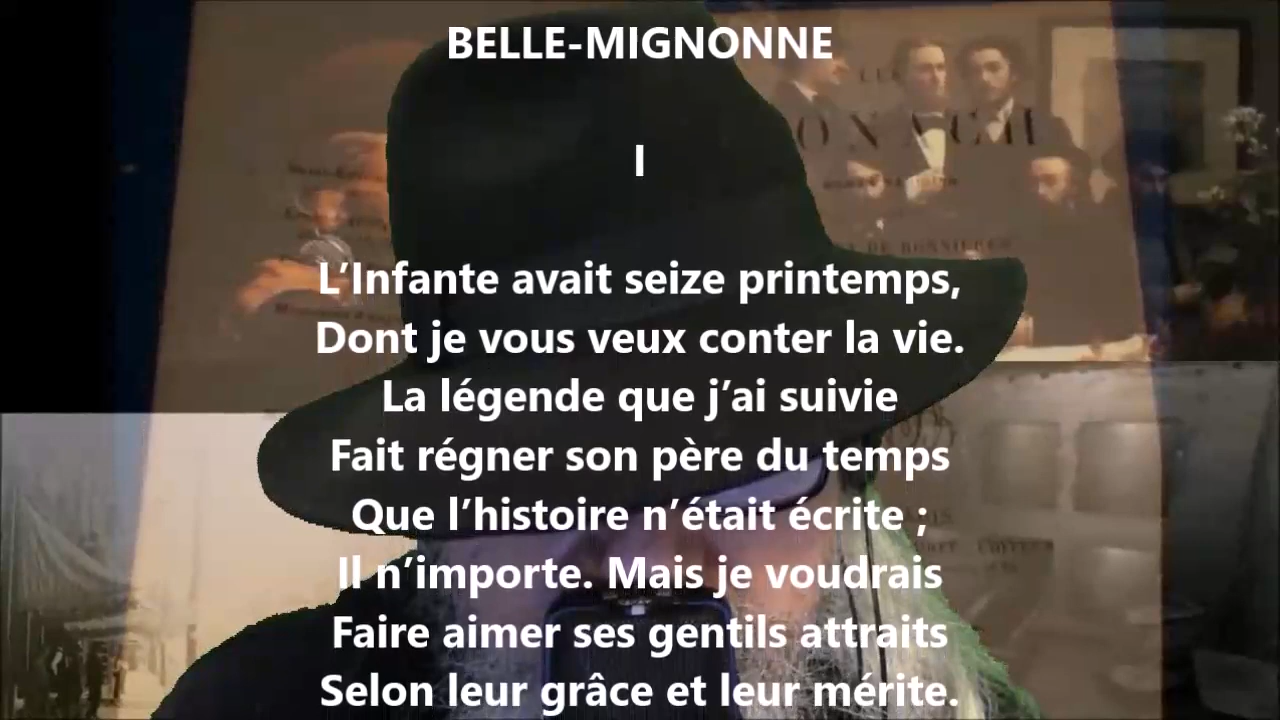 BELLE-MIGNONNE
I
L’Infante avait seize printemps,
Dont je vous veux conter la vie.
La légende que j’ai suivie
Fait régner son père du temps
Que l’histoire n’était écrite ;
Il n’importe. Mais je voudrais
Faire aimer ses gentils attraits
Selon leur grâce et leur mérite.